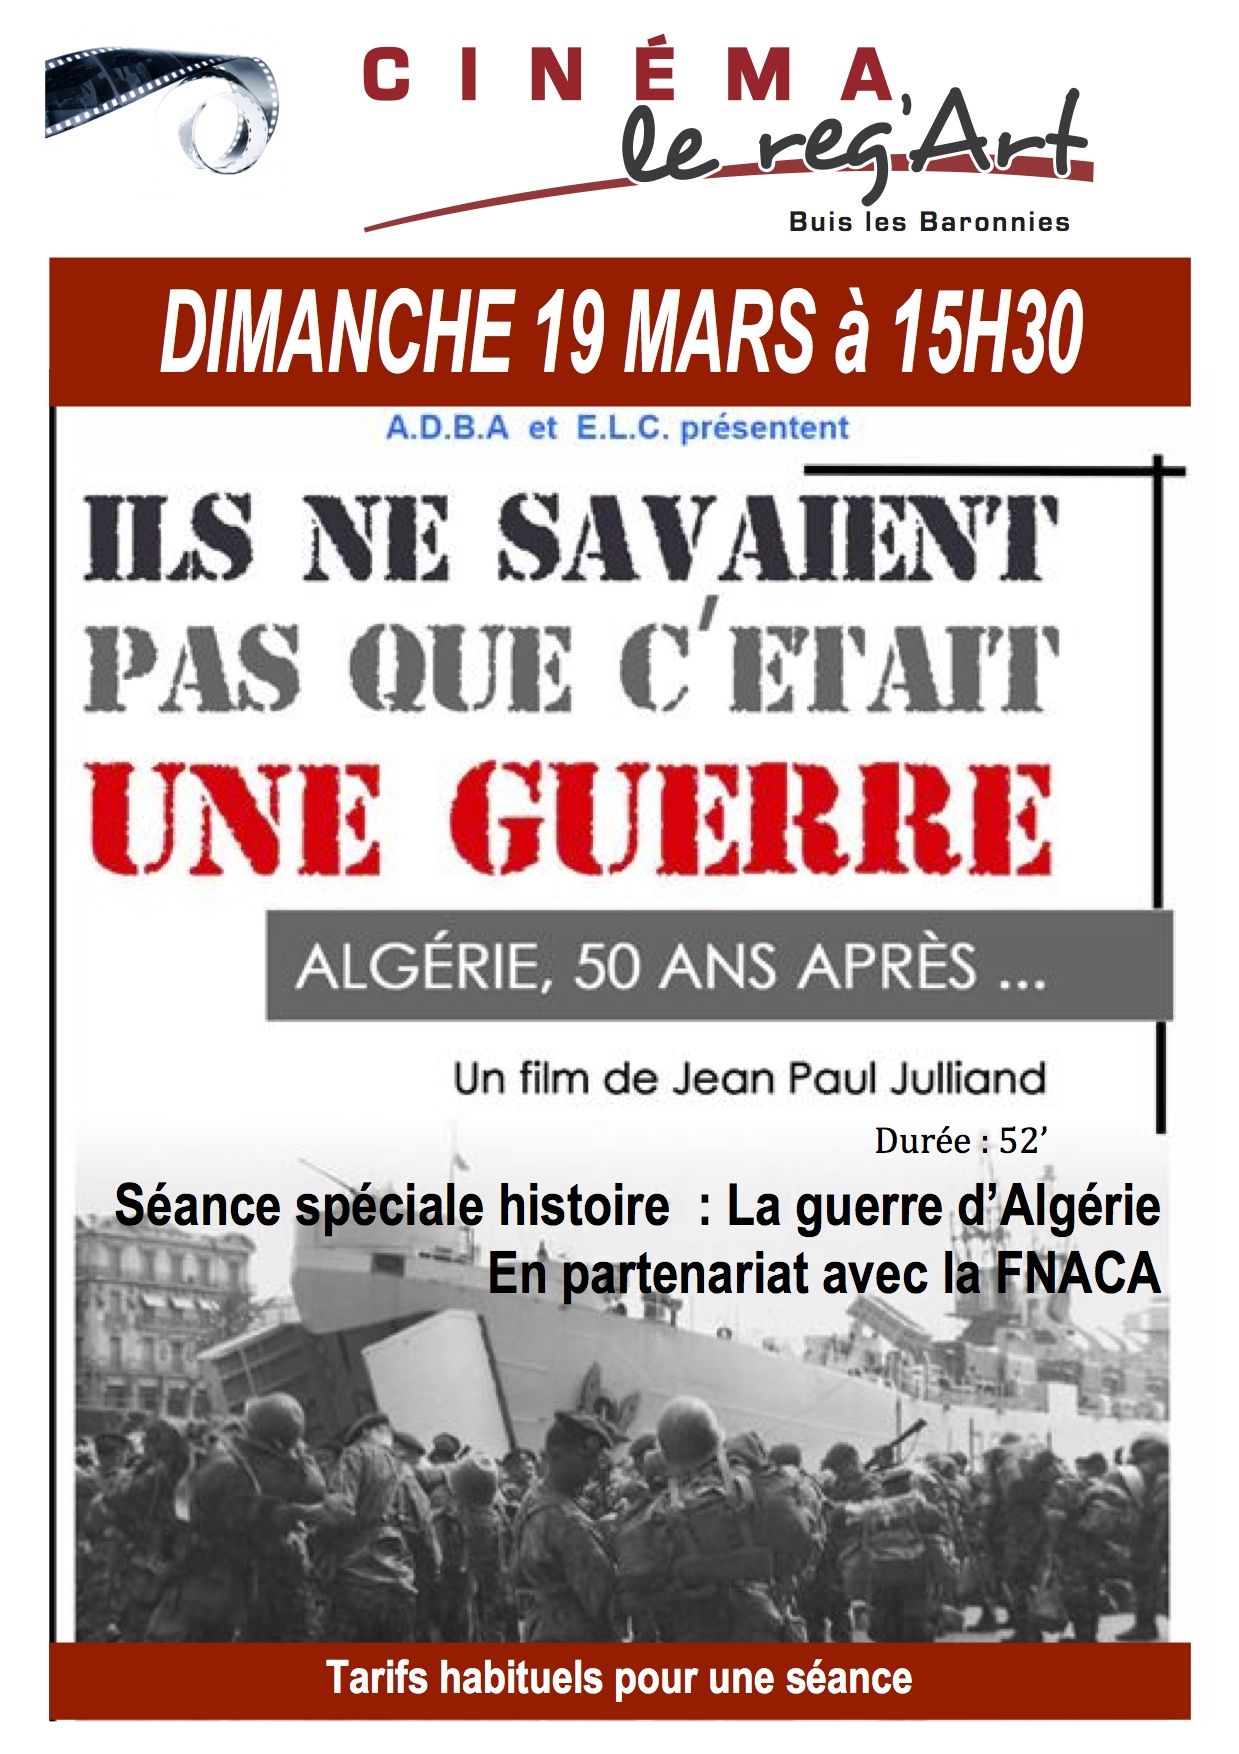 CINÉMA
le reg'Art
Buis les Baronnies
DIMANCHE 19 MARS à 15H30
A.D.B.A et E.L.C. présentent
ILS NE SAVAIENT
PAS QUE C'ETAIT
UNE GUERRE
ALGÉRIE, 50 ANS APRÈS ...
Un film de Jean Paul Julliand
Durée : 52’
Séance spéciale histoire : La guerre d’Algérie
En partenariat avec la FNACA
Tarifs habituels pour une séance